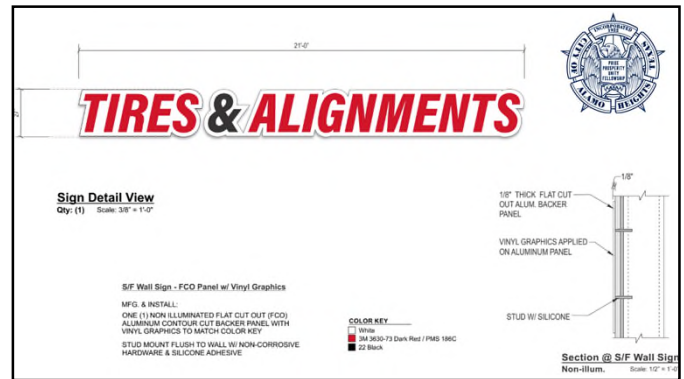 21'-0"
INCORPORATED
1922
CITY OF
TEXAS
PRIDE
PROSPERITY
UNITY
FELLOWSHIP
ALAMO HEIGHTS
TIRES & ALIGNMENTS
Sign Detail View
Qty: (1) Scale: 3/8" = 1'-0"
1/8"
1/8" THICK FLAT CUT
OUT ALUM. BACKER
PANEL
VINYL GRAPHICS APPLIED
ON ALUMINUM PANEL
STUD W/ SILICONE
S/F Wall Sign - FCO Panel w/ Vinyl Graphics
MFG. & INSTALL:
ONE (1) NON ILLUMINATED FLAT CUT OUT (FCO)
ALUMINUM CONTOUR CUT BACKER PANEL WITH
VINYL GRAPHICS TO MATCH COLOR KEY
STUD MOUNT FLUSH TO WALL W/ NON-CORROSIVE
HARDWARE & SILICONE ADHESIVE
COLOR KEY
White
3M 3630-73 Dark Red / PMS 186C
22 Black
Section @ S/F Wall Sign
Non-illum. Scale: 1/2" = 1'-0"